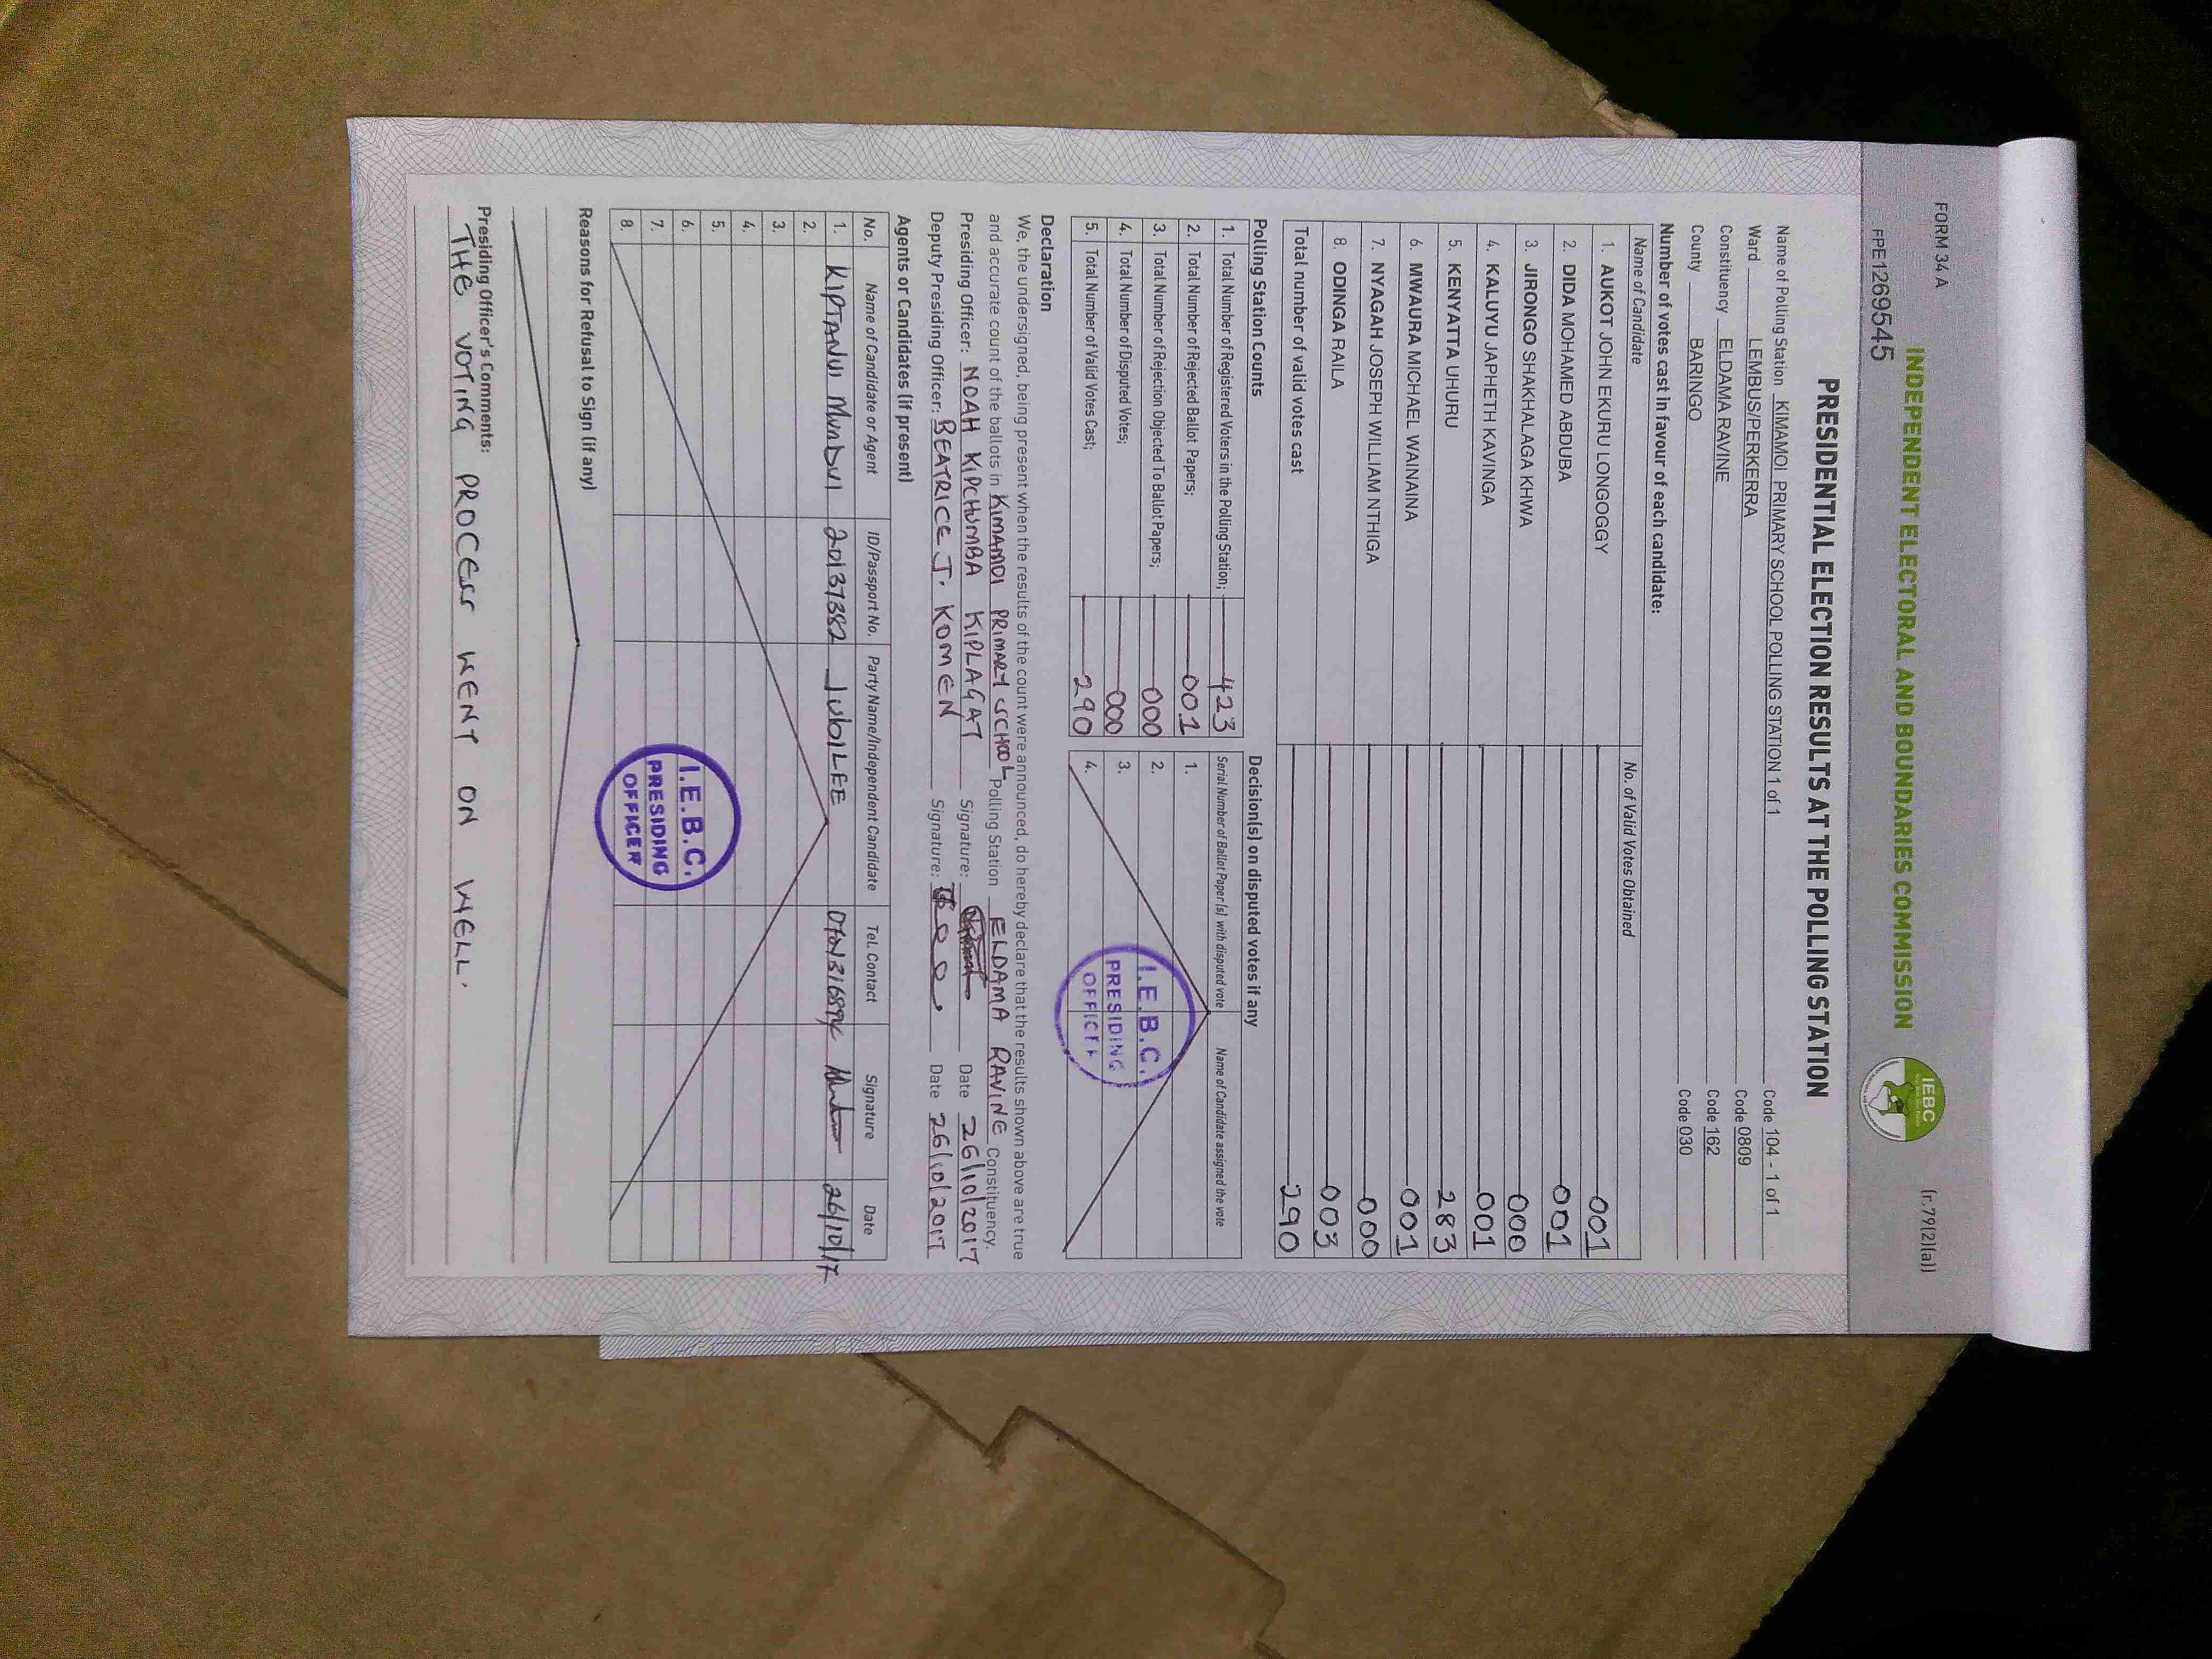 FORM 34 A
(r.79(2)(a))
INDEPENDENT ELECTORAL AND BOUNDARIES COMMISSION
IEBC
FPE1269545
PRESIDENTIAL ELECTION RESULTS AT THE POLLING STATION
Name of Polling Station KIMAMOI PRIMARY SCHOOL POLLING STATION 1 of 1 Code 104 - 1 of 1
Ward LEMBUS/PERKERRA Code 0809
Constituency ELDAMA RAVINE Code 162
County BARINGO Code 030
Number of votes cast in favour of each candidate:
Name of Candidate No. of Valid Votes Obtained
1. AUKOT JOHN EKURU LONGOGGY 001
2. DIDA MOHAMED ABDUBA 001
3. JIRONGO SHAKHALAGA KHWA 000
4. KALUYU JAPHETH KAVINGA 001
5. KENYATTA UHURU 283
6. MWAURA MICHAEL WAINAINA 001
7. NYAGAH JOSEPH WILLIAM NTHIGA 000
8. ODINGA RAILA 003
Total number of valid votes cast 290
Polling Station Counts
1. Total Number of Registered Voters in the Polling Station; 423
2. Total Number of Rejected Ballot Papers; 001
3. Total Number of Rejection Objected To Ballot Papers; 000
4. Total Number of Disputed Votes; 000
5. Total Number of Valid Votes Cast; 290
Decision(s) on disputed votes if any
Serial Number of Ballot Paper(s) with disputed vote Name of Candidate assigned the vote
1.
2.
3.
4.
I.E.B.C.
PRESIDING
OFFICER
Declaration
We, the undersigned, being present when the results of the count were announced, do hereby declare that the results shown above are true
and accurate count of the ballots in KIMAMOI PRIMARY SCHOOL Polling Station ELDAMA RAVINE Constituency.
Presiding Officer: NOAH KIPCHUMBA KIPLAGAT Signature: Date 26/10/2017
Deputy Presiding Officer: BEATRICE J. KOMEN Signature: Date 26/10/2017
Agents or Candidates (if present)
No. Name of Candidate or Agent ID/Passport No. Party Name/Independent Candidate Tel. Contact Signature Date
1. KIPTANUI 20137382 JUBILEE 26/10/17
2.
3.
4.
5.
6.
7.
8.
I.E.B.C.
PRESIDING
OFFICER
Reasons for Refusal to Sign (if any)
Presiding Officer's Comments:
THE VOTING PROCESS WENT ON WELL.